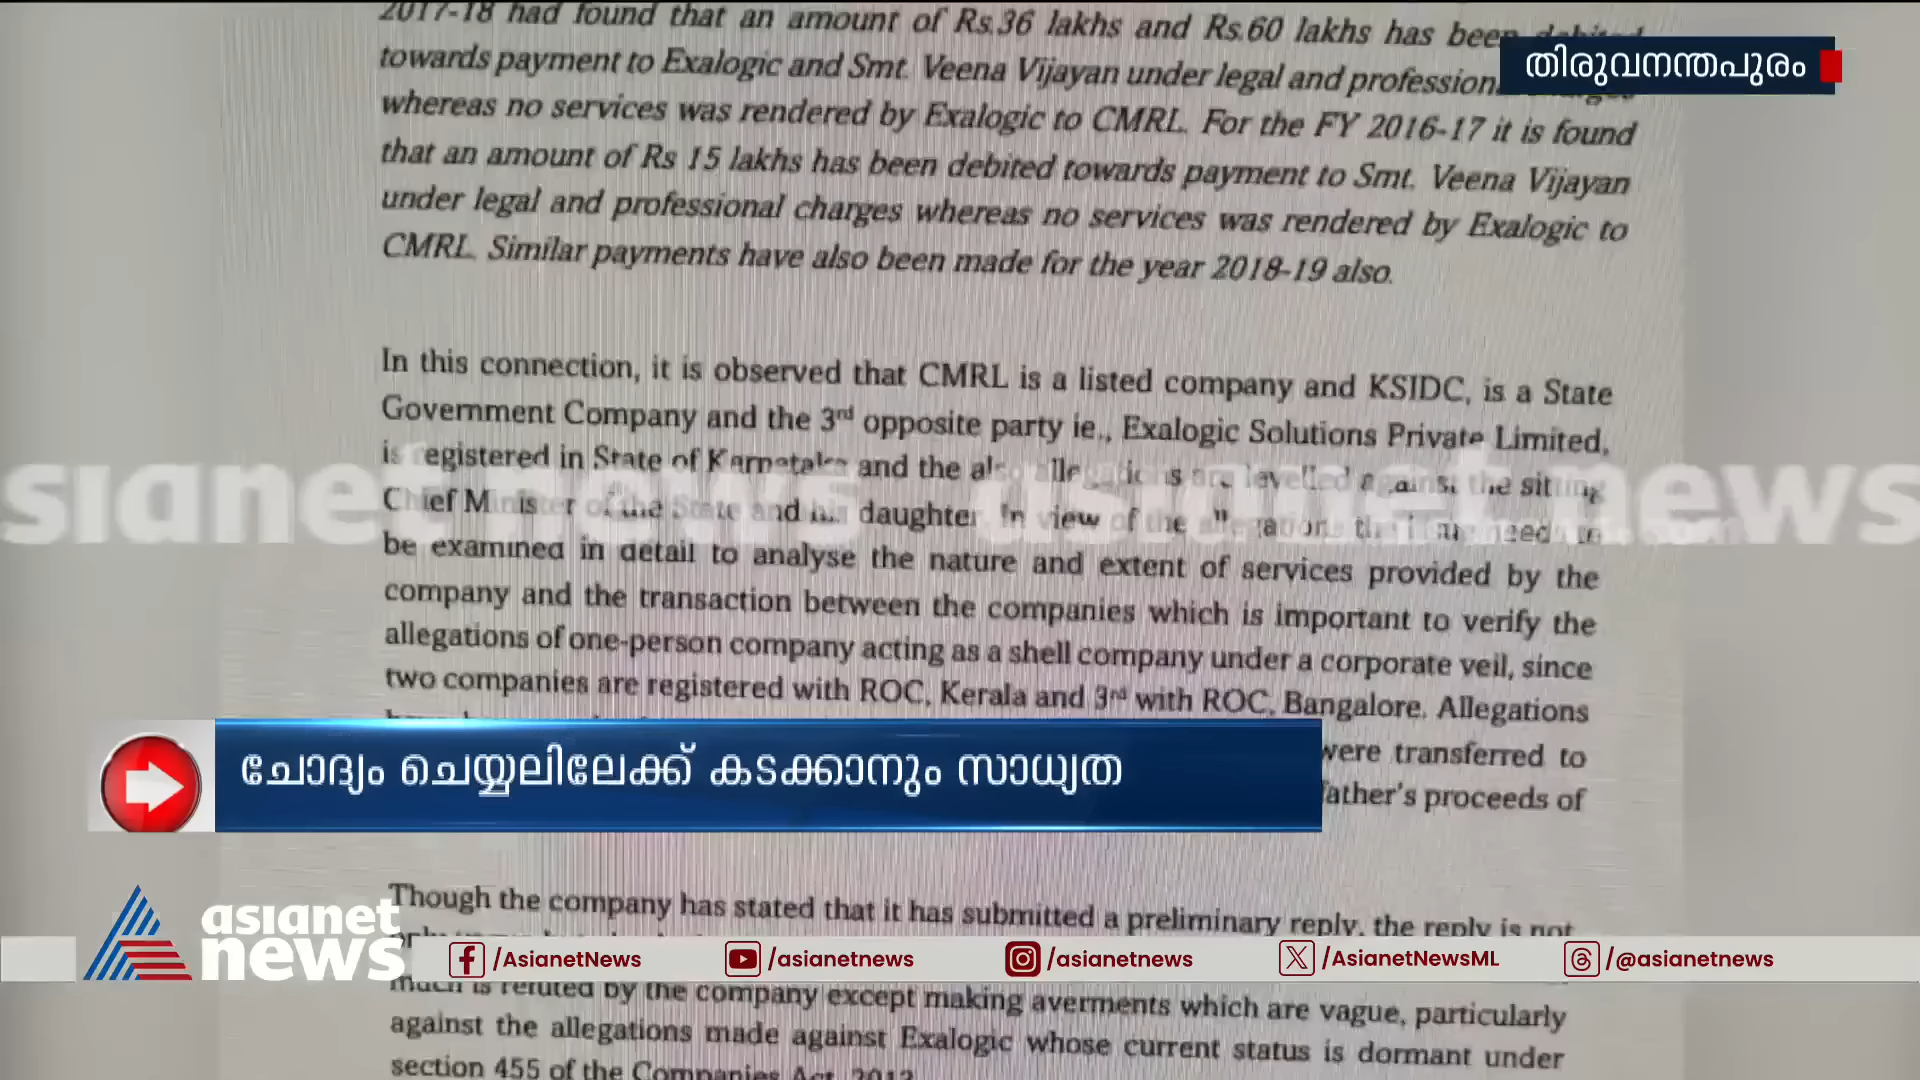 2017-18 had found that an amount of Rs.36 lakhs and Rs.60 lakhs has been debited
തിരുവനന്തപുരം
towards payment to Exalogic and Smt. Veena Vijayan under legal and professional charges
whereas no services was rendered by Exalogic to CMRL. For the FY 2016-17 it is found
that an amount of Rs 15 lakhs has been debited towards payment to Smt. Veena Vijayan
under legal and professional charges whereas no services was rendered by Exalogic to
CMRL. Similar payments have also been made for the year 2018-19 also.
In this connection, it is observed that CMRL is a listed company and KSIDC, is a State
Government Company and the 3rd opposite party ie., Exalogic Solutions Private Limited,
is registered in State of Karnataka and the also allegations are levelled against the sitting
asianet news asianet news
Chief Minister of the State and his daughter. In view of the allegations the
be examined in detail to analyse the nature and extent of services provided by the
company and the transaction between the companies which is important to verify the
allegations of one-person company acting as a shell company under a corporate veil, since
two companies are registered with ROC, Kerala and 3rd with ROC, Bangalore. Allegations
were transferred to
ചോദ്യം ചെയ്യലിലേക്ക് കടക്കാനും സാധ്യത
father's proceeds of
Though the company has stated that it has submitted a preliminary reply, the reply is not
asianet news
/AsianetNews /asianetnews /asianetnews /AsianetNewsML /@asianetnews
much is refuted by the company except making averments which are vague, particularly
against the allegations made against Exalogic whose current status is dormant under
section 455 of the Companies Act, 2013